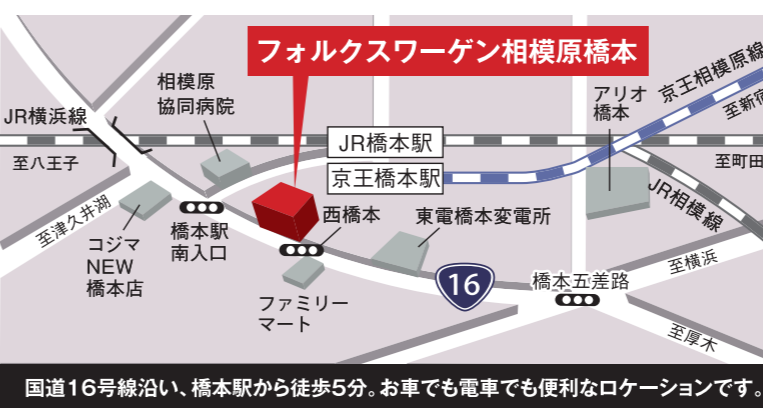 フォルクスワーゲン相模原橋本
相模原
協同病院
JR横浜線
至八王子
アリオ
橋本
京王相模原線
至新宿
JR橋本駅
京王橋本駅
至町田
JR相模線
至津久井湖
コジマ
NEW
橋本店
橋本駅
南入口
西橋本
東電橋本変電所
ファミリー
マート
16
橋本五差路
至横浜
至厚木
国道16号線沿い、橋本駅から徒歩5分。お車でも電車でも便利なロケーションです。